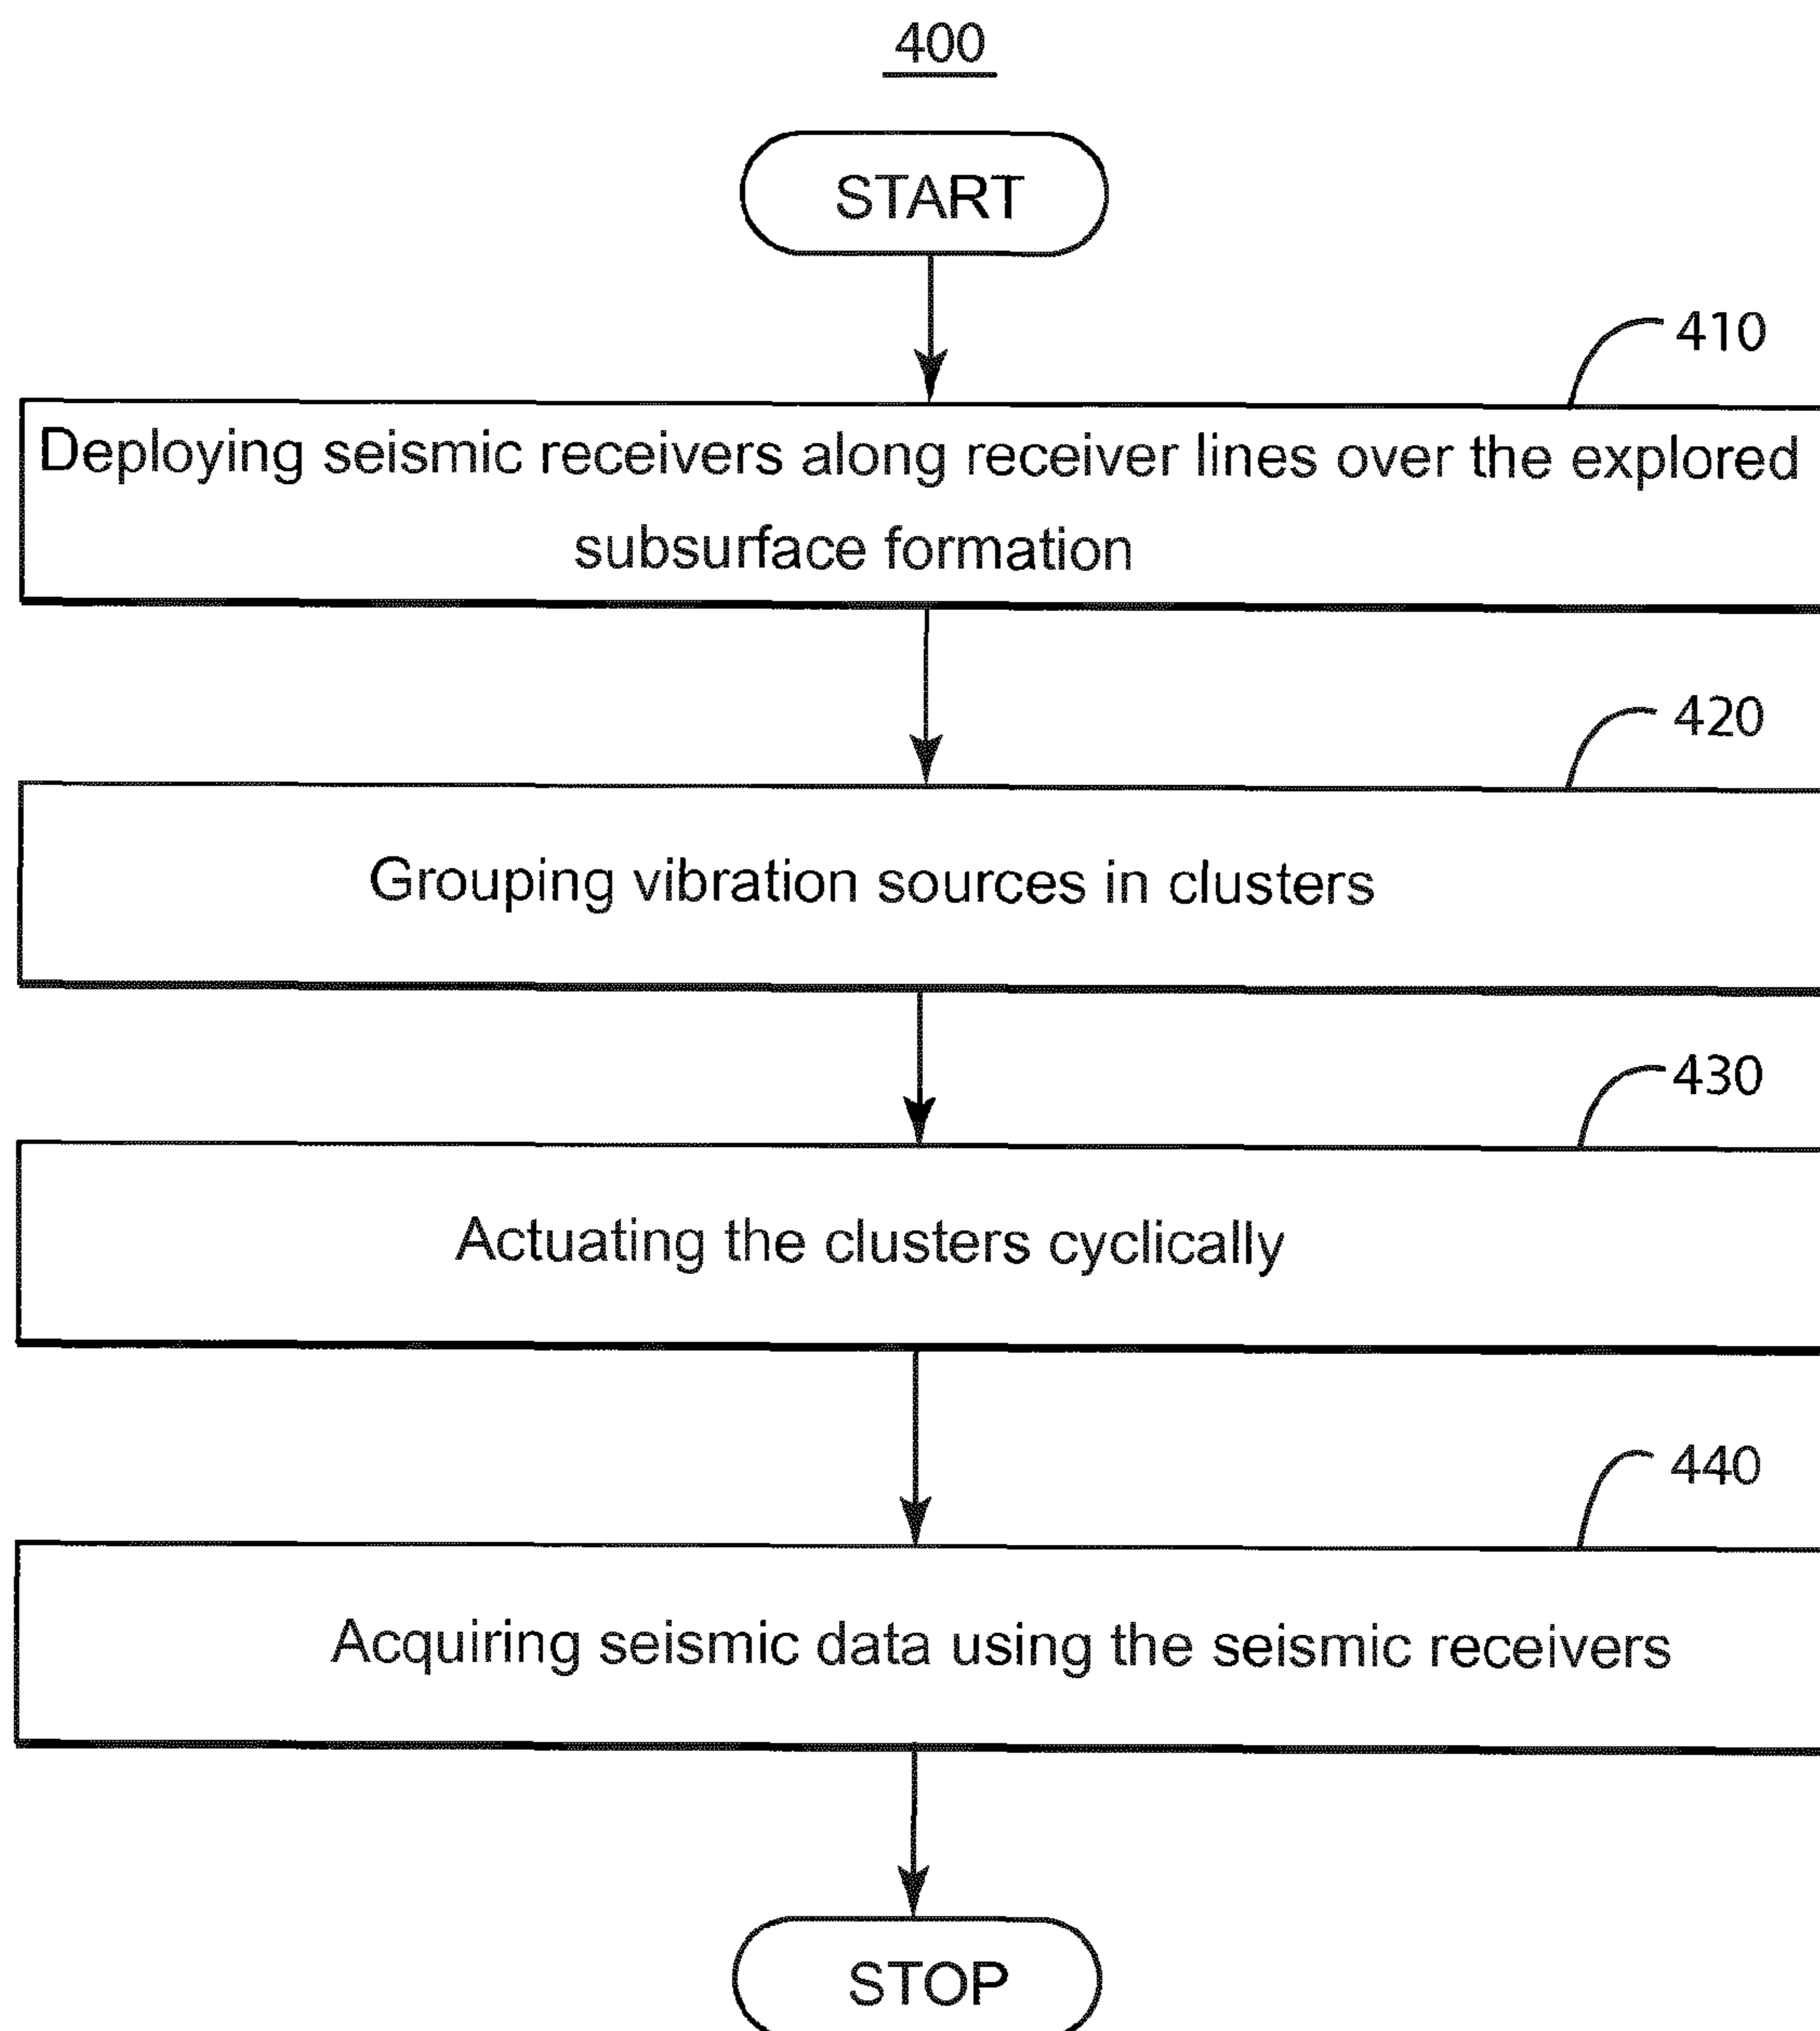 400
START
410
Deploying seismic receivers along receiver lines over the explored
subsurface formation
420
Grouping vibration sources in clusters
430
Actuating the clusters cyclically
440
Acquiring seismic data using the seismic receivers
STOP